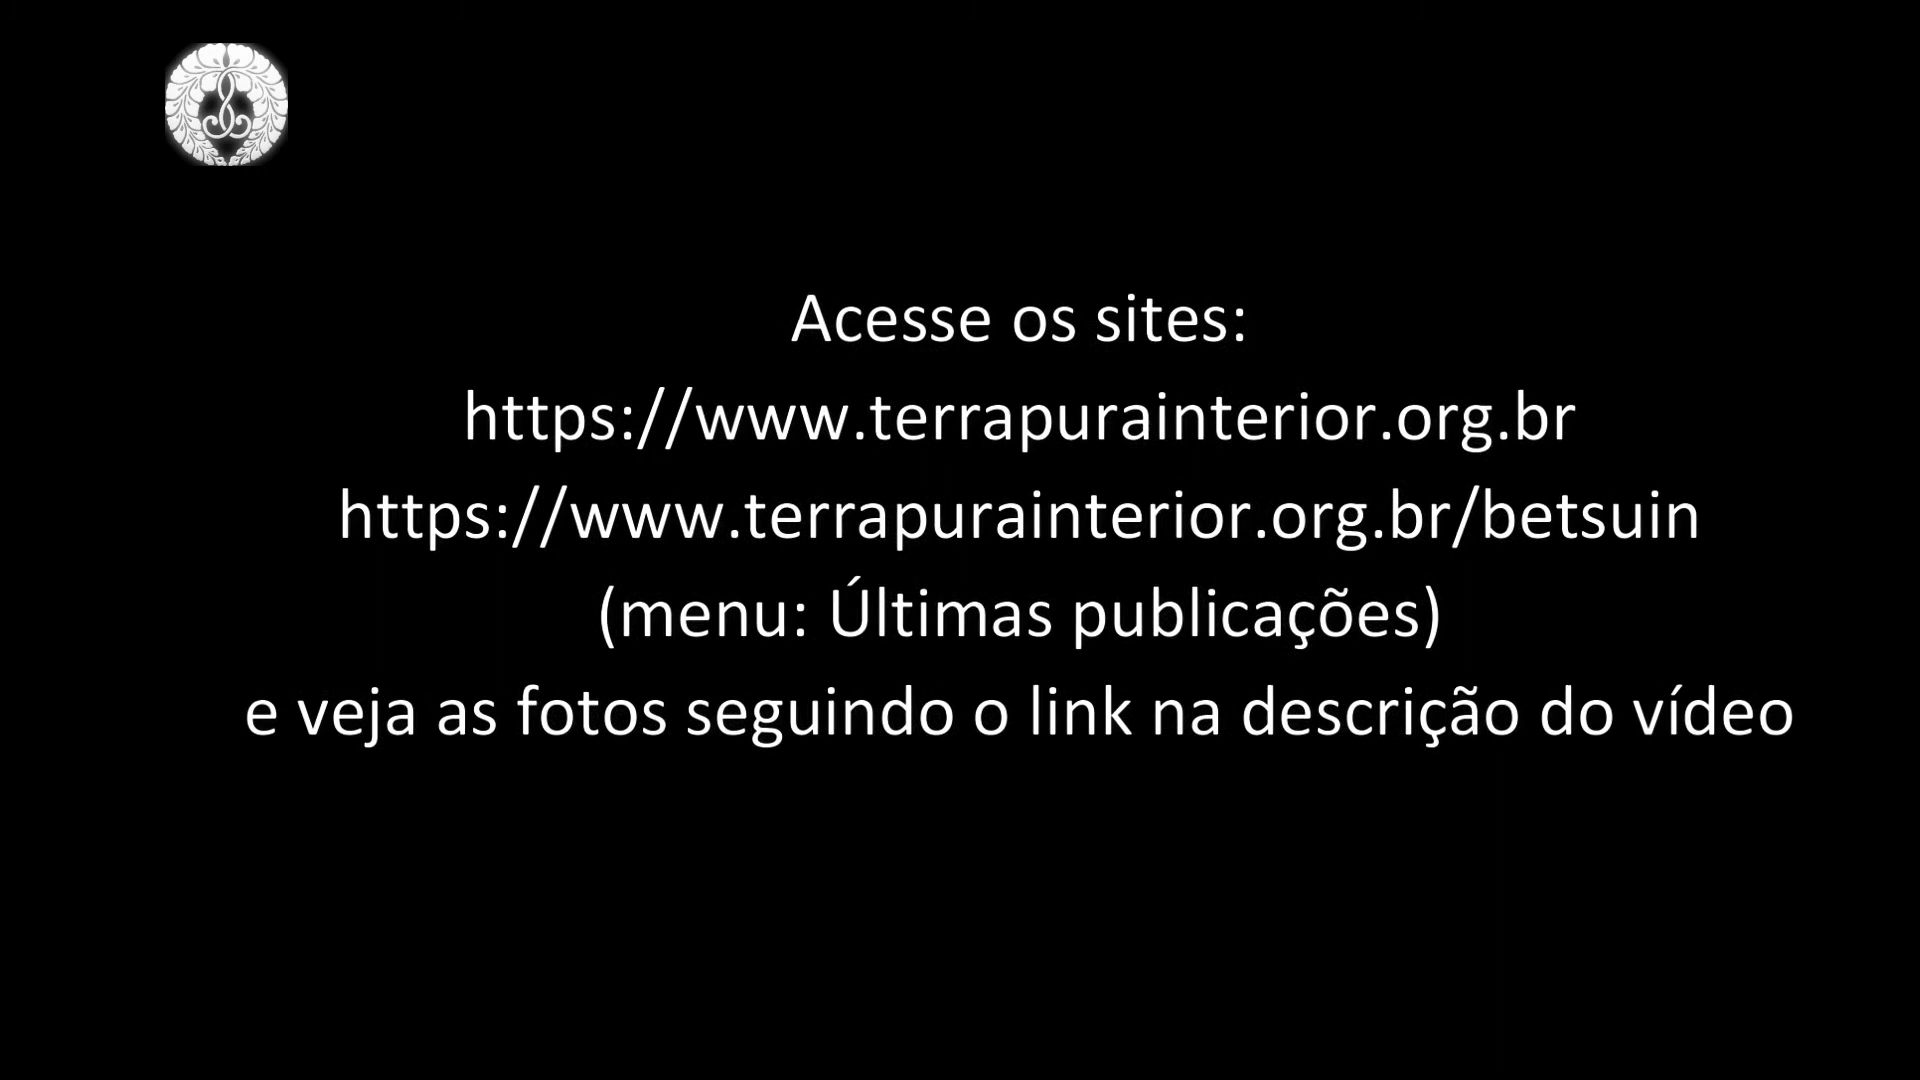 Acesse os sites:
https://www.terrapurainterior.org.br
https://www.terrapurainterior.org.br/betsuin
(menu: Últimas publicações)
e veja as fotos seguindo o link na descrição do vídeo